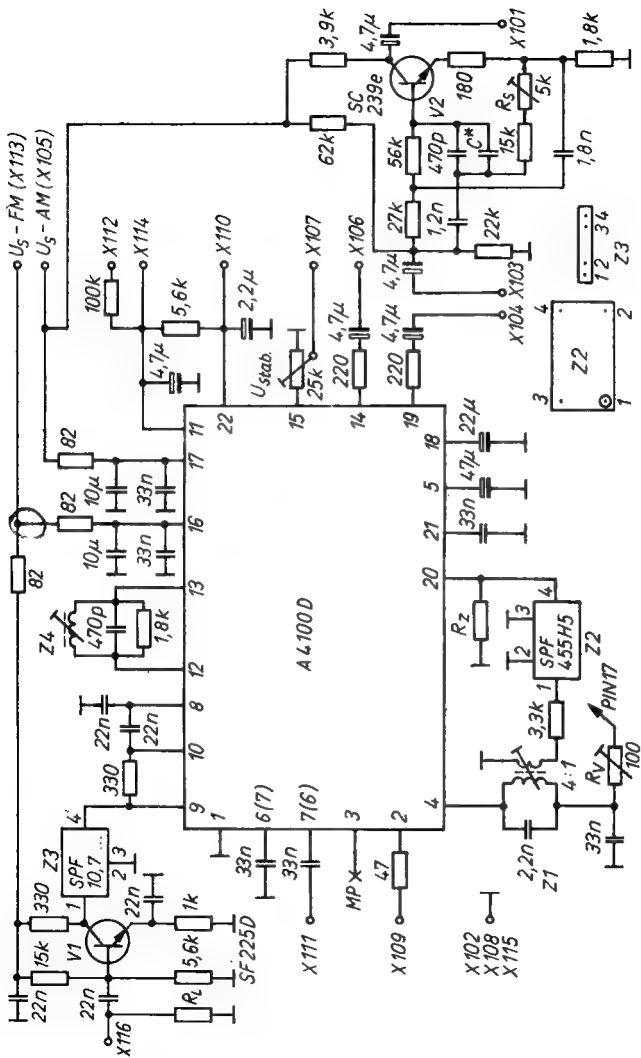 U_S-FM (X113)
U_S-AM (X105)
82
82
82
10µ
33n
10µ
33n
100k
X112
X114
5,6k
4,7µ
X110
2,2µ
U_stab.
25k
X107
4,7µ
220
X106
4,7µ
220
X104
62k
3,9k
4,7µ
X101
SC
239e
V2
180
R_S
5k
1,8k
56k
470p
C*
15k
1,8n
27k
1,2n
22k
4,7µ
X103
Z4
470p
1,8k
22n
22n
330
Z3
SPF
10,7...
1
4
2
3
330
15k
22n
V1
22n
1k
5,6k
SF225D
22n
R_L
X116
A4100D
9
10
8
12
13
16
17
11
22
15
14
19
1
6(7)
7(6)
3
2
4
20
21
5
18
33n
33n
X111
MP
47
X109
X102
X108
X115
2,2n
Z1
4:1
33n
R_V
100
PIN17
3,3k
1
SPF
455H5
2
3
4
Z2
R_Z
33n
47µ
22µ
3
4
Z2
1
2
1 2 3 4
Z3